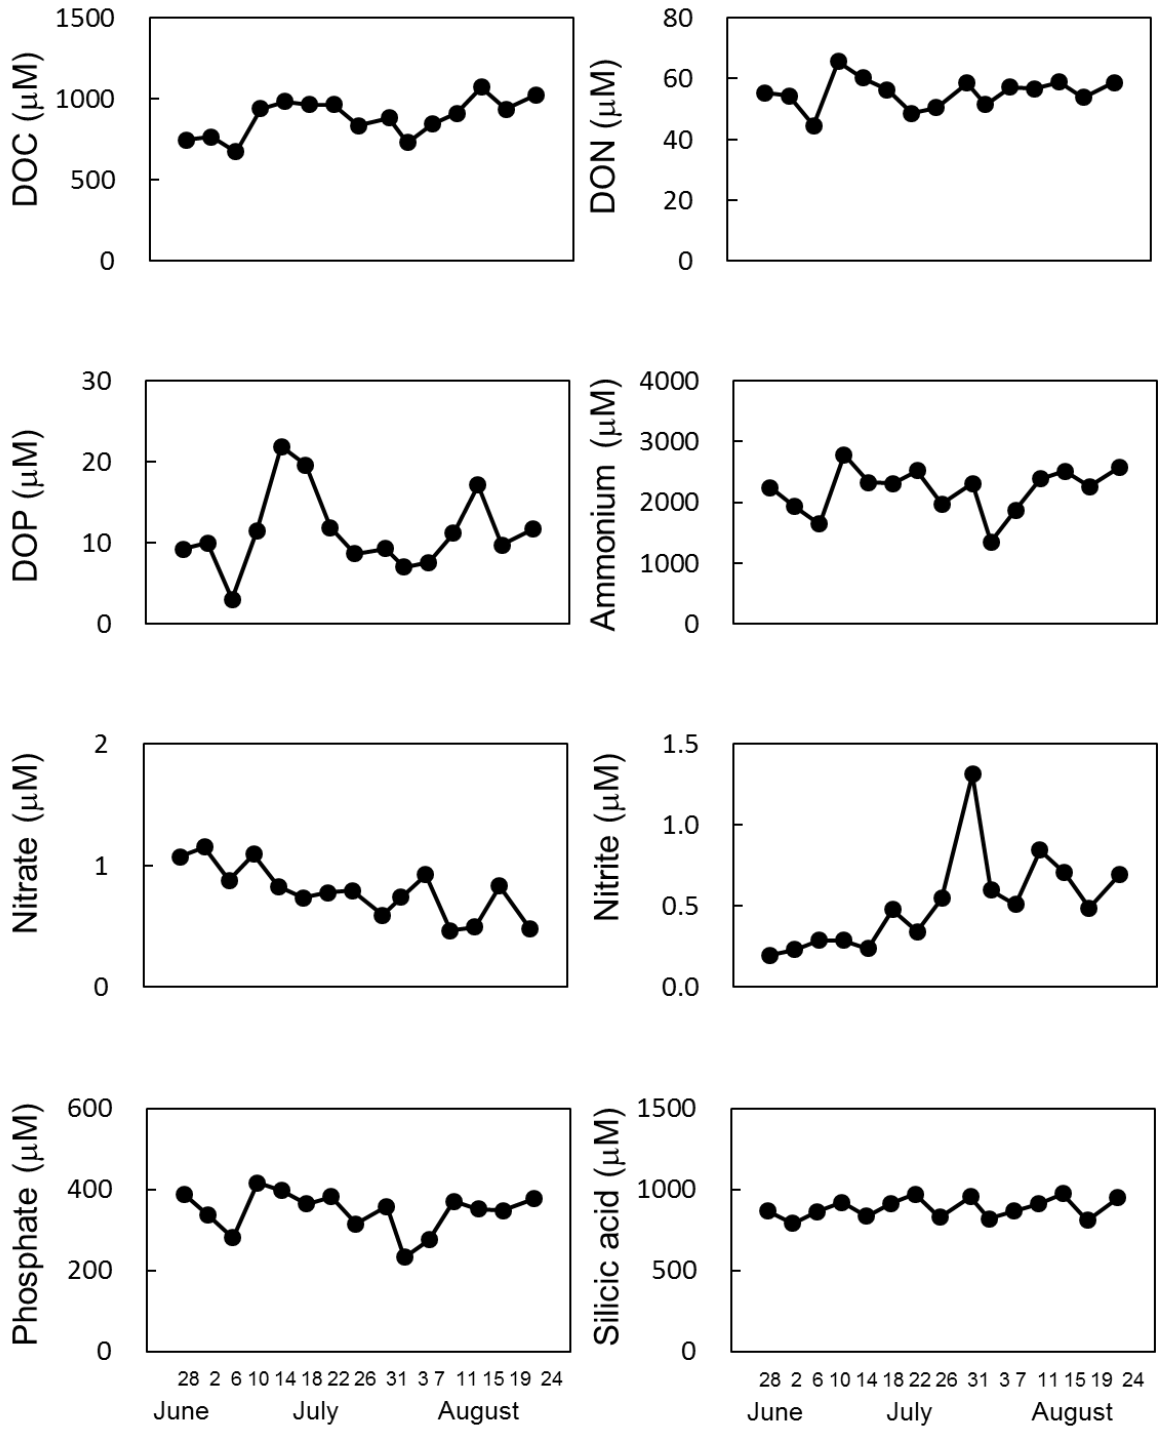 DOC (μM)
1500
1000
500
0
DON (μM)
80
60
40
20
0
DOP (μM)
30
20
10
0
Ammonium (μM)
4000
3000
2000
1000
0
Nitrate (μM)
2
1
0
Nitrite (μM)
1.5
1.0
0.5
0.0
Phosphate (μM)
600
400
200
0
28 2 6 10 14 18 22 26 31 3 7 11 15 19 24
June July August
Silicic acid (μM)
1500
1000
500
0
28 2 6 10 14 18 22 26 31 3 7 11 15 19 24
June July August